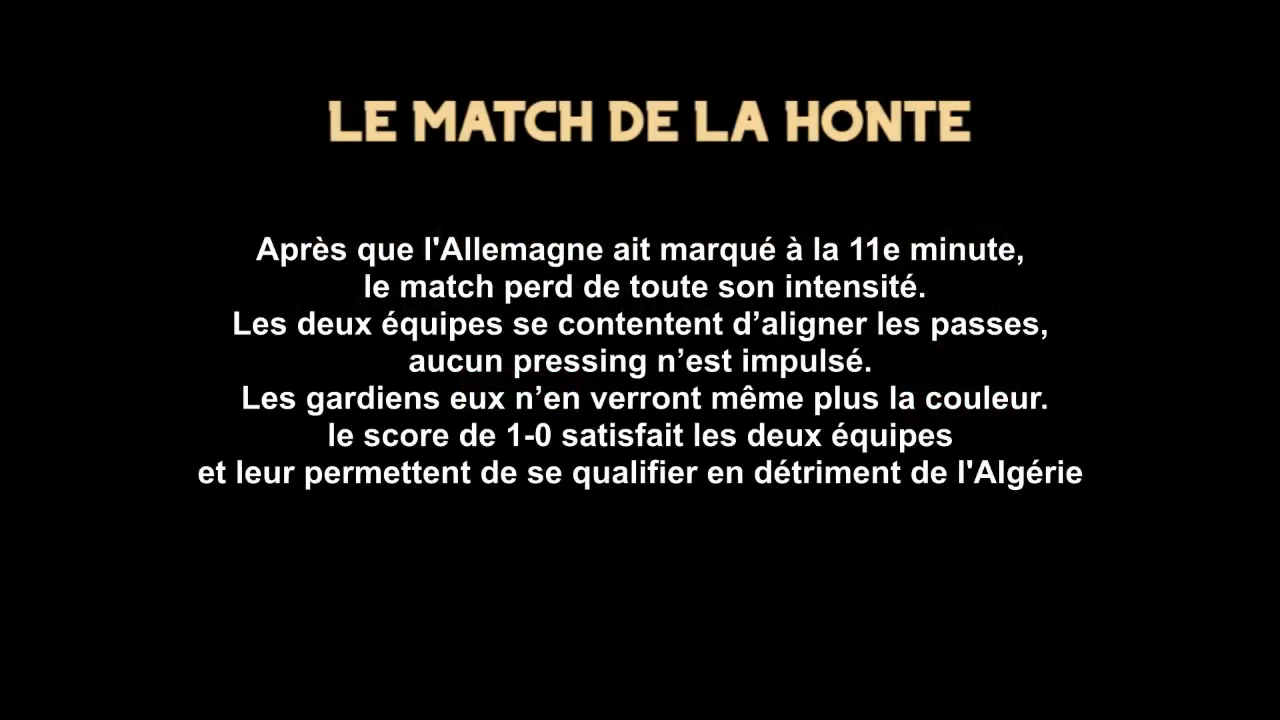 LE MATCH DE LA HONTE
Après que l'Allemagne ait marqué à la 11e minute,
le match perd de toute son intensité.
Les deux équipes se contentent d’aligner les passes,
aucun pressing n’est impulsé.
Les gardiens eux n’en verront même plus la couleur.
le score de 1-0 satisfait les deux équipes
et leur permettent de se qualifier en détriment de l'Algérie